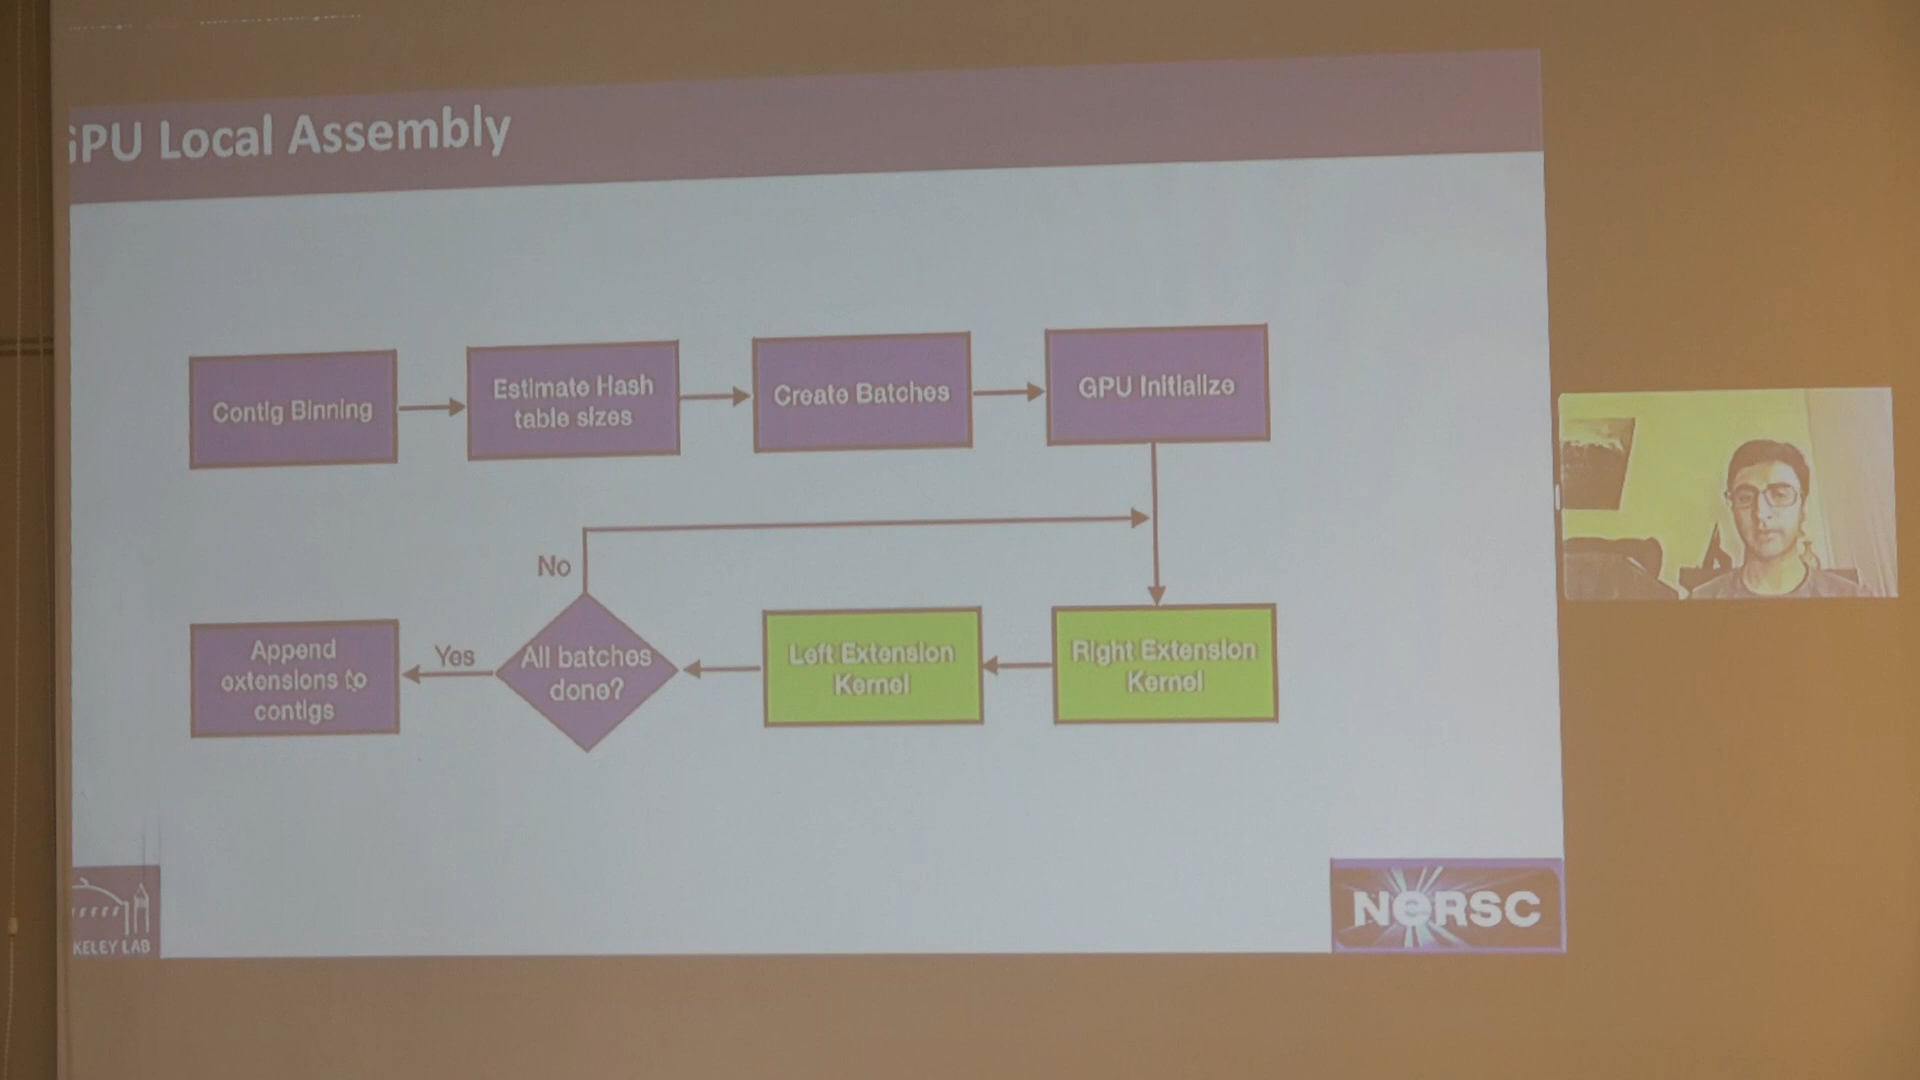 GPU Local Assembly
Contig Binning
Estimate Hash
table sizes
Create Batches
GPU Initialize
No
Append
extensions to
contigs
Yes
All batches
done?
Left Extension
Kernel
Right Extension
Kernel
KELEY LAB
NERSC